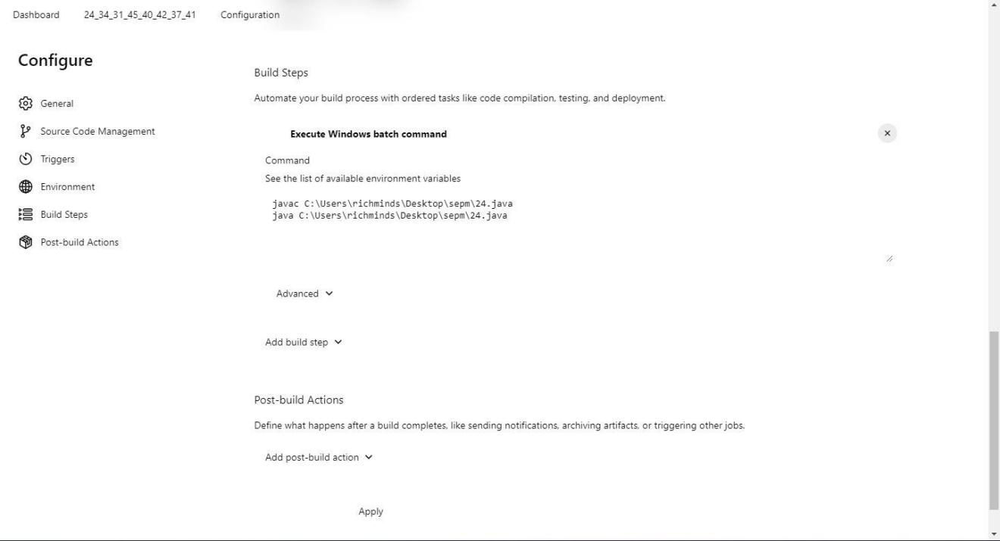 Dashboard 24_34_31_45_40_42_37_41 Configuration
Configure
General
Source Code Management
Triggers
Environment
Build Steps
Post-build Actions
Build Steps
Automate your build process with ordered tasks like code compilation, testing, and deployment.
Execute Windows batch command
Command
See the list of available environment variables
javac C:\Users\richminds\Desktop\sepm\24.java
java C:\Users\richminds\Desktop\sepm\24.java
Advanced
Add build step
Post-build Actions
Define what happens after a build completes, like sending notifications, archiving artifacts, or triggering other jobs.
Add post-build action
Apply